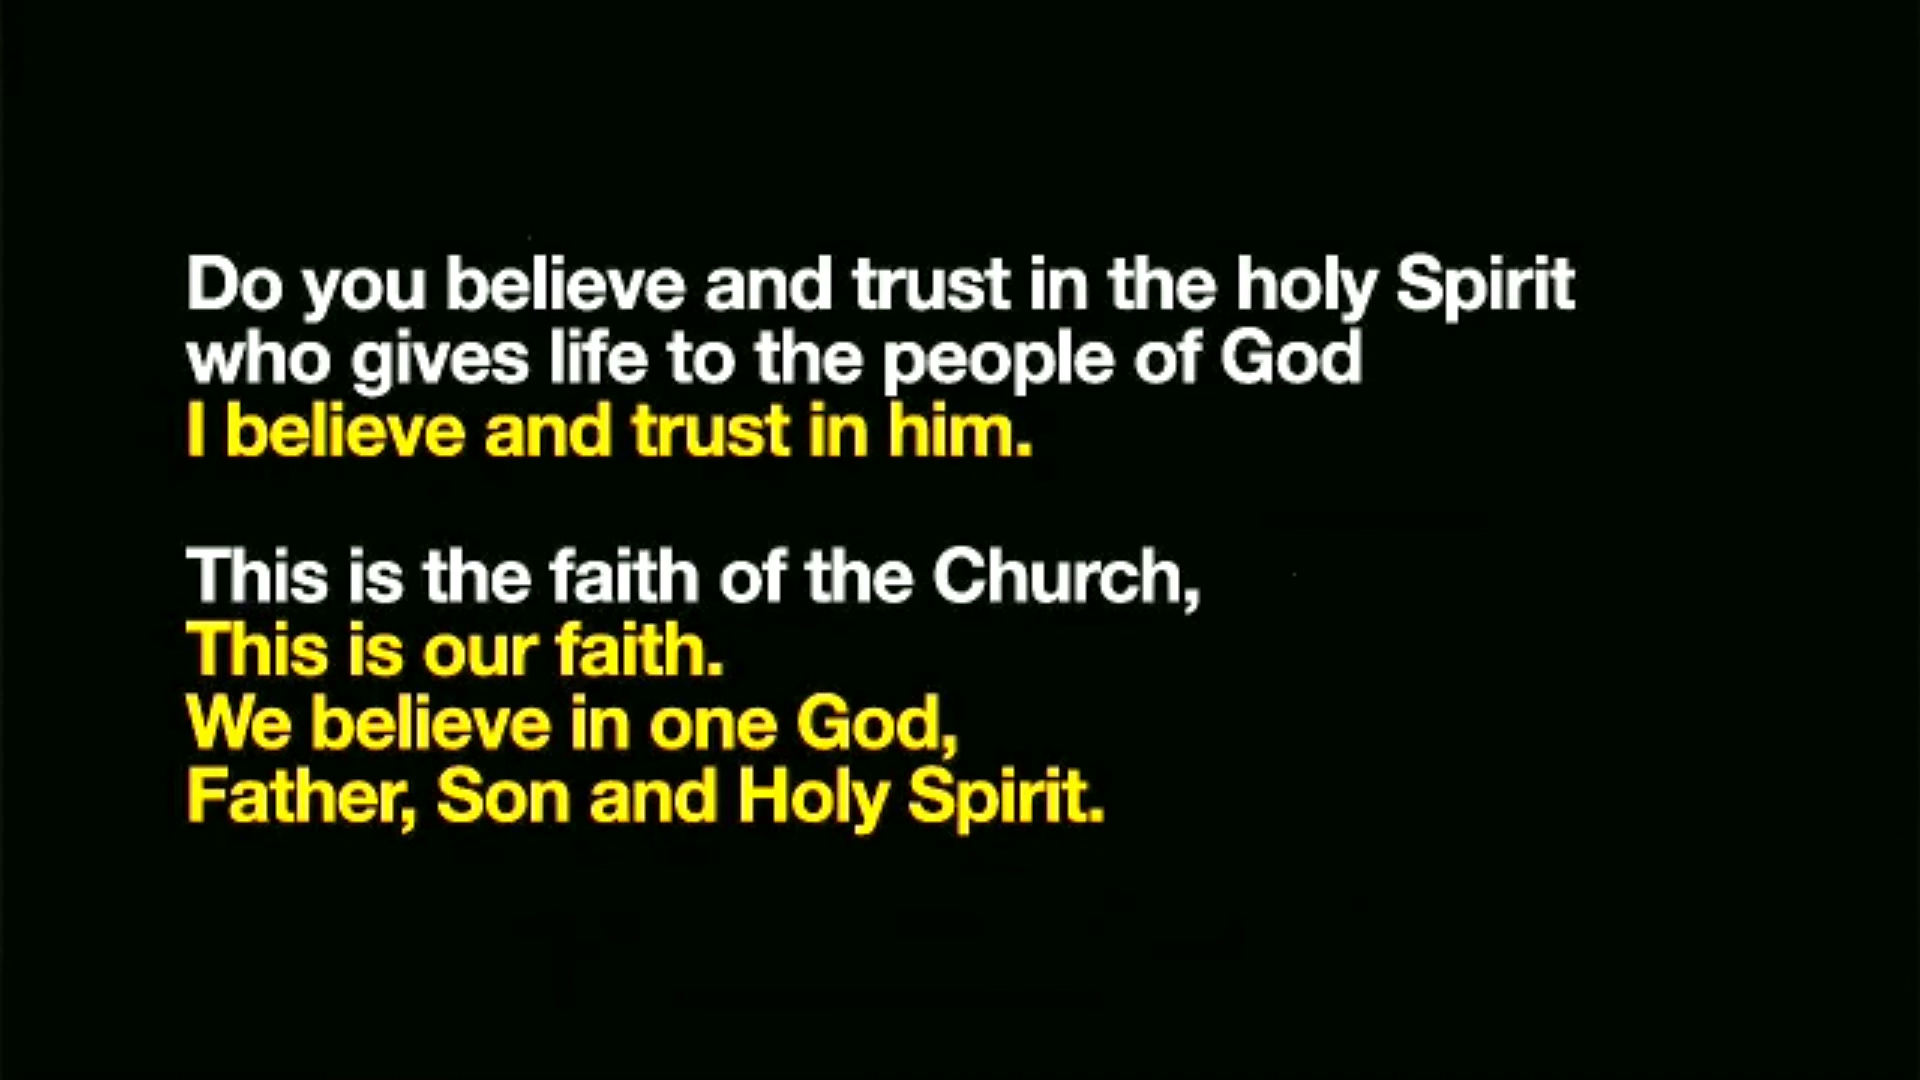 Do you believe and trust in the holy Spirit
who gives life to the people of God
I believe and trust in him.
This is the faith of the Church,
This is our faith.
We believe in one God,
Father, Son and Holy Spirit.